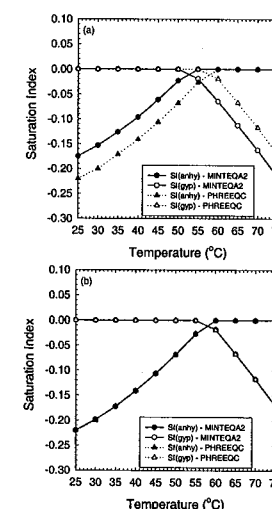 0.10
(a)
0.05
0.00
-0.05
-0.10
-0.15
-0.20
-0.25
-0.30
Saturation Index
SI(anhy) - MINTEQA2
SI(gyp) - MINTEQA2
SI(anhy) - PHREEQC
SI(gyp) - PHREEQC
25 30 35 40 45 50 55 60 65 70
Temperature (°C)
0.10
(b)
0.05
0.00
-0.05
-0.10
-0.15
-0.20
-0.25
-0.30
Saturation Index
SI(anhy) - MINTEQA2
SI(gyp) - MINTEQA2
SI(anhy) - PHREEQC
SI(gyp) - PHREEQC
25 30 35 40 45 50 55 60 65 70
Temperature (°C)